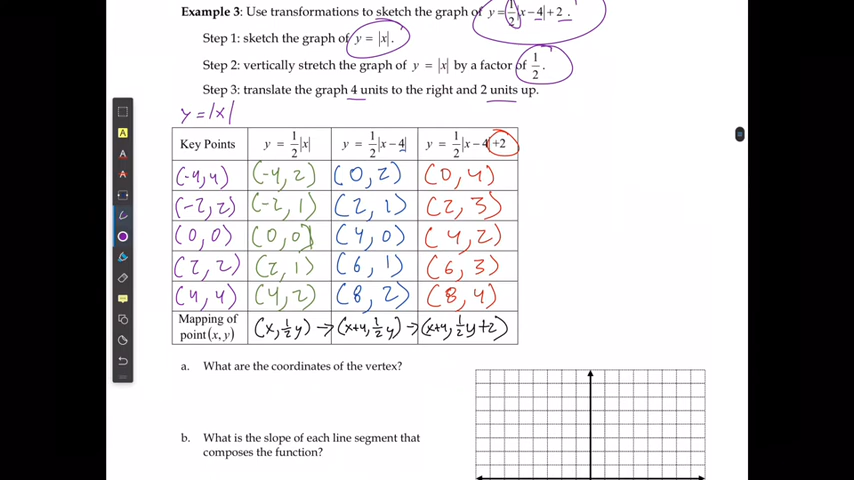 Example 3: Use transformations to sketch the graph of y = 1/2|x − 4| + 2 .
Step 1: sketch the graph of y = |x|.
Step 2: vertically stretch the graph of y = |x| by a factor of 1/2.
Step 3: translate the graph 4 units to the right and 2 units up.
y = |x|
Key Points y = 1/2|x| y = 1/2|x−4| y = 1/2|x−4|+2
(-4, 4) (-4, 2) (0, 2) (0, 4)
(-2, 2) (-2, 1) (2, 1) (2, 3)
(0, 0) (0, 0) (4, 0) (4, 2)
(2, 2) (2, 1) (6, 1) (6, 3)
(4, 4) (4, 2) (8, 2) (8, 4)
Mapping of
point (x, y) (x, 1/2y) → (x+4, 1/2y) → (x+4, 1/2y+2)
a. What are the coordinates of the vertex?
b. What is the slope of each line segment that
composes the function?